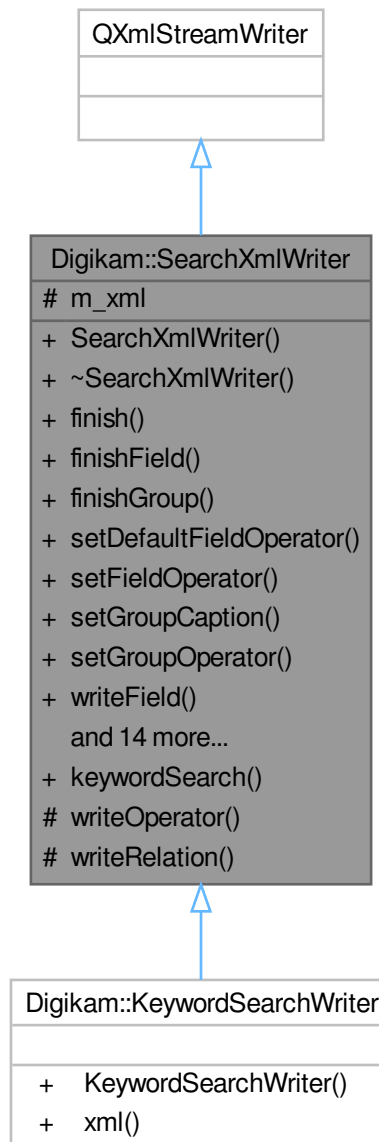 QXmlStreamWriter
Digikam::SearchXmlWriter
# m_xml
+ SearchXmlWriter()
+ ~SearchXmlWriter()
+ finish()
+ finishField()
+ finishGroup()
+ setDefaultFieldOperator()
+ setFieldOperator()
+ setGroupCaption()
+ setGroupOperator()
+ writeField()
and 14 more...
+ keywordSearch()
# writeOperator()
# writeRelation()
Digikam::KeywordSearchWriter
+ KeywordSearchWriter()
+ xml()